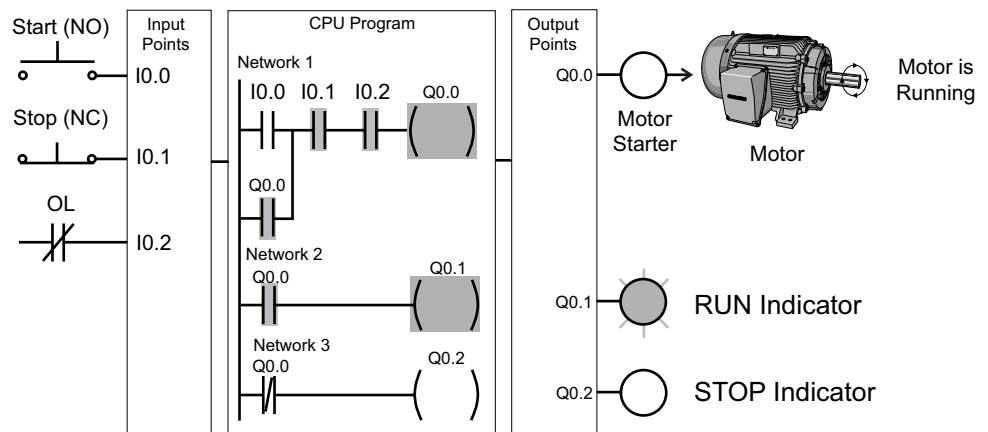 Start (NO)
I0.0
Stop (NC)
I0.1
OL
I0.2
Input
Points
CPU Program
Network 1
I0.0 I0.1 I0.2 Q0.0
Q0.0
Network 2
Q0.0 Q0.1
Network 3
Q0.0 Q0.2
Output
Points
Q0.0
Motor
Starter
Motor
Motor is
Running
Q0.1
RUN Indicator
Q0.2
STOP Indicator